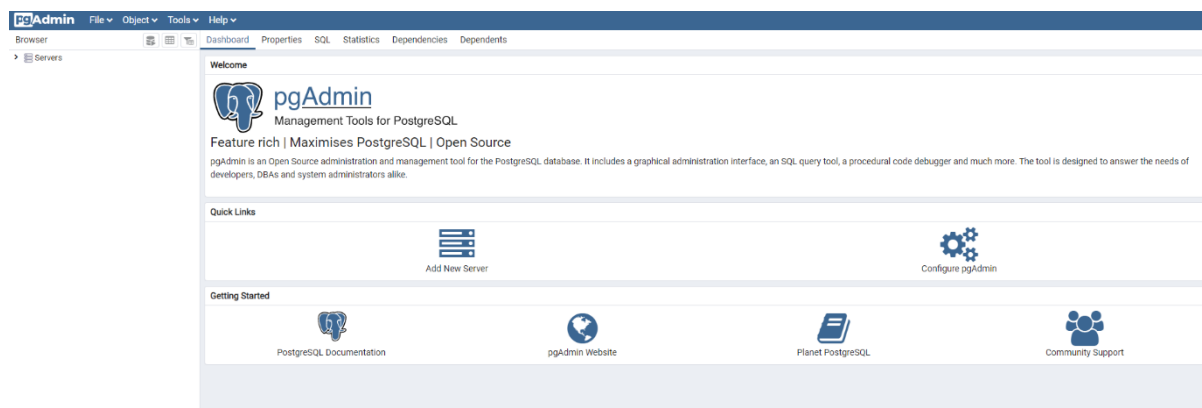 pgAdmin File Object Tools Help
Browser Dashboard Properties SQL Statistics Dependencies Dependents
Servers
Welcome
pgAdmin
Management Tools for PostgreSQL
Feature rich | Maximises PostgreSQL | Open Source
pgAdmin is an Open Source administration and management tool for the PostgreSQL database. It includes a graphical administration interface, an SQL query tool, a procedural code debugger and much more. The tool is designed to answer the needs of
developers, DBAs and system administrators alike.
Quick Links
Add New Server Configure pgAdmin
Getting Started
PostgreSQL Documentation pgAdmin Website Planet PostgreSQL Community Support